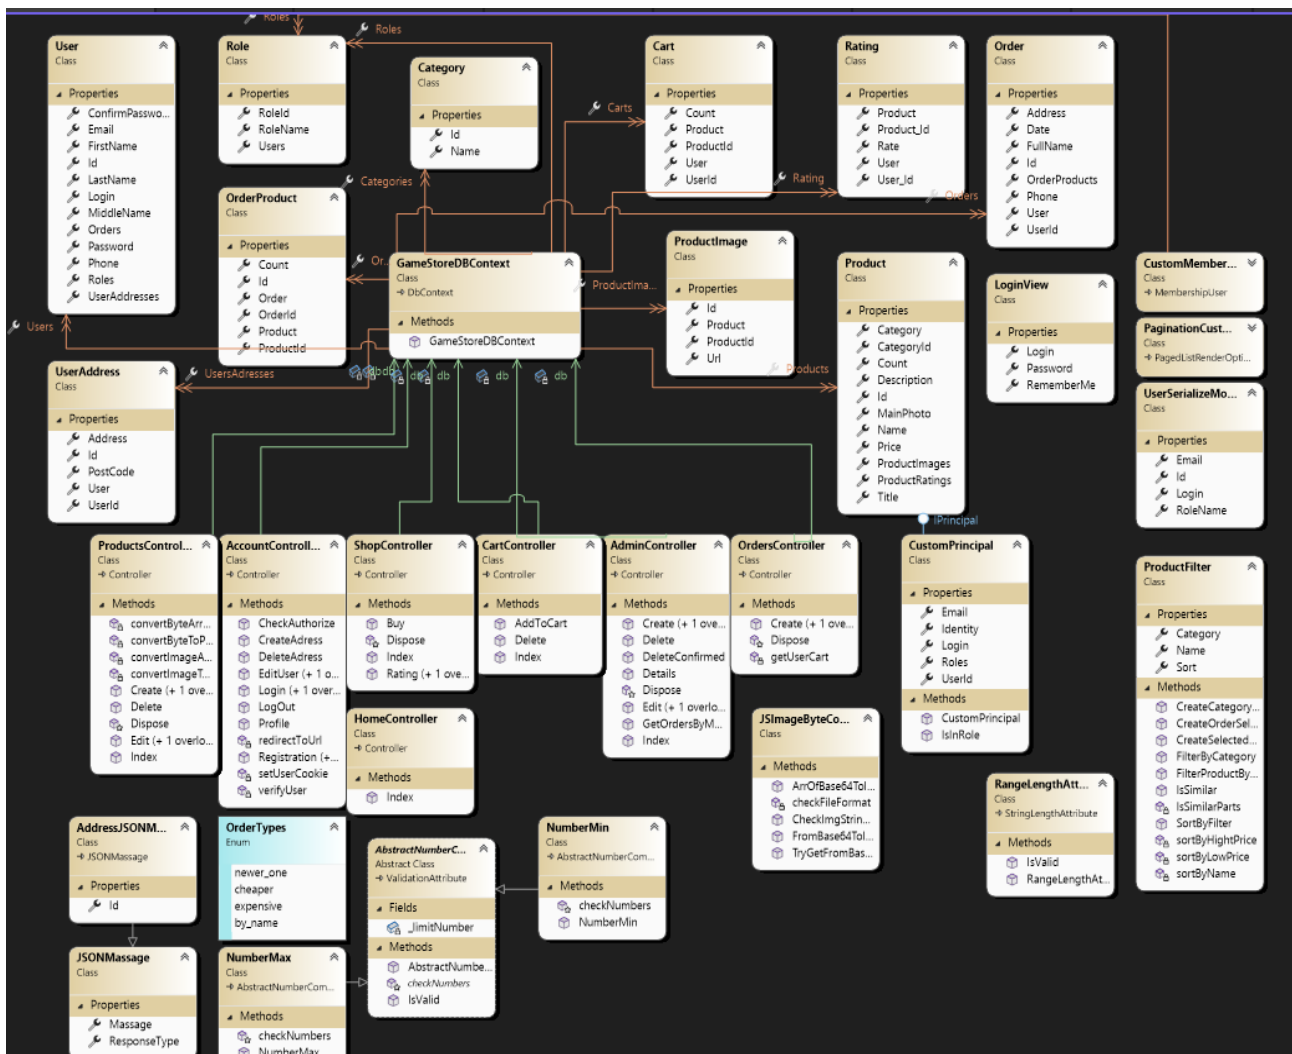 Roles
Roles
User
Class
Properties
ConfirmPasswo...
Email
FirstName
Id
LastName
Login
MiddleName
Orders
Password
Phone
Roles
UserAddresses
Role
Class
Properties
RoleId
RoleName
Users
Category
Class
Properties
Id
Name
Cart
Class
Properties
Count
Product
ProductId
User
UserId
Rating
Class
Properties
Product
Product_Id
Rate
User
User_Id
Order
Class
Properties
Address
Date
FullName
Id
OrderProducts
Phone
User
UserId
Carts
Categories
Rating
Orders
OrderProduct
Class
Properties
Count
Id
Order
OrderId
Product
ProductId
Or...
GameStoreDBContext
Class
DbContext
Methods
GameStoreDBContext
ProductIma...
ProductImage
Class
Properties
Id
Product
ProductId
Url
Product
Class
Properties
Category
CategoryId
Count
Description
Id
MainPhoto
Name
Price
ProductImages
ProductRatings
Title
LoginView
Class
Properties
Login
Password
RememberMe
CustomMember...
Class
MembershipUser
PaginationCust...
Class
PagedListRenderOpti...
UserSerializeMo...
Class
Properties
Email
Id
Login
RoleName
Users
UsersAdresses
Products
UserAddress
Class
Properties
Address
Id
PostCode
User
UserId
db
db
db
db
db
IPrincipal
ProductsControl...
Class
Controller
Methods
convertByteArr...
convertByteToP...
convertImageA...
convertImageT...
Create (+ 1 ove...
Delete
Dispose
Edit (+ 1 overlo...
Index
AccountControll...
Class
Controller
Methods
CheckAuthorize
CreateAdress
DeleteAdress
EditUser (+ 1 o...
Login (+ 1 over...
LogOut
Profile
redirectToUrl
Registration (+...
setUserCookie
verifyUser
ShopController
Class
Controller
Methods
Buy
Dispose
Index
Rating (+ 1 ove...
CartController
Class
Controller
Methods
AddToCart
Delete
Index
AdminController
Class
Controller
Methods
Create (+ 1 ove...
Delete
DeleteConfirmed
Details
Dispose
Edit (+ 1 overlo...
GetOrdersByM...
Index
OrdersController
Class
Controller
Methods
Create (+ 1 ove...
Dispose
getUserCart
CustomPrincipal
Class
Properties
Email
Identity
Login
Roles
UserId
Methods
CustomPrincipal
IsInRole
ProductFilter
Class
Properties
Category
Name
Sort
Methods
CreateCategory...
CreateOrderSel...
CreateSelected...
FilterByCategory
FilterProductBy...
IsSimilar
IsSimilarParts
SortByFilter
sortByHightPrice
sortByLowPrice
sortByName
HomeController
Class
Controller
Methods
Index
JSImageByteCo...
Class
Methods
ArrOfBase64ToI...
checkFileFormat
CheckImgStrin...
FromBase64ToI...
TryGetFromBas...
RangeLengthAtt...
Class
StringLengthAttribute
Methods
IsValid
RangeLengthAt...
AddressJSONM...
Class
JSONMassage
Properties
Id
OrderTypes
Enum
newer_one
cheaper
expensive
by_name
AbstractNumberC...
Abstract Class
ValidationAttribute
Fields
_limitNumber
Methods
AbstractNumbe...
checkNumbers
IsValid
NumberMin
Class
AbstractNumberCom...
Methods
checkNumbers
NumberMin
JSONMassage
Class
Properties
Massage
ResponseType
NumberMax
Class
AbstractNumberCom...
Methods
checkNumbers
NumberMax